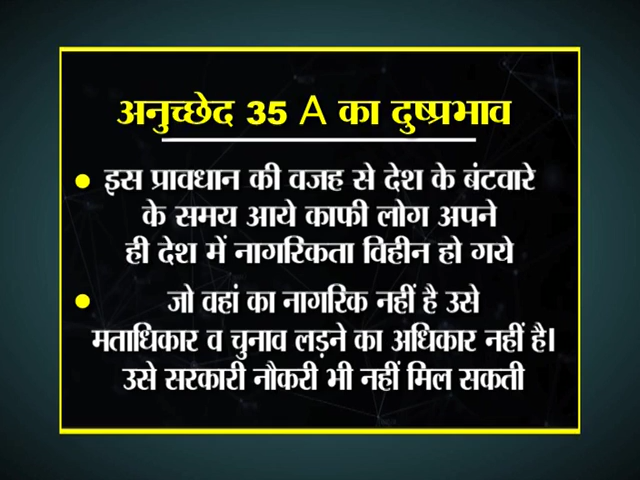 अनुच्छेद 35 A का दुष्प्रभाव
इस प्रावधान की वजह से देश के बंटवारे
के समय आये काफी लोग अपने
ही देश में नागरिकता विहीन हो गये
जो वहां का नागरिक नहीं है उसे
मताधिकार व चुनाव लड़ने का अधिकार नहीं है।
उसे सरकारी नौकरी भी नहीं मिल सकती